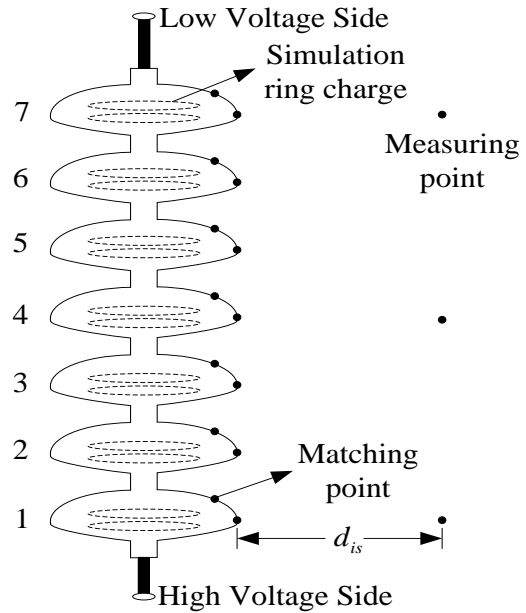 Low Voltage Side
Simulation
ring charge
7
Measuring
point
6
5
4
3
2
Matching
point
1
d_is
High Voltage Side